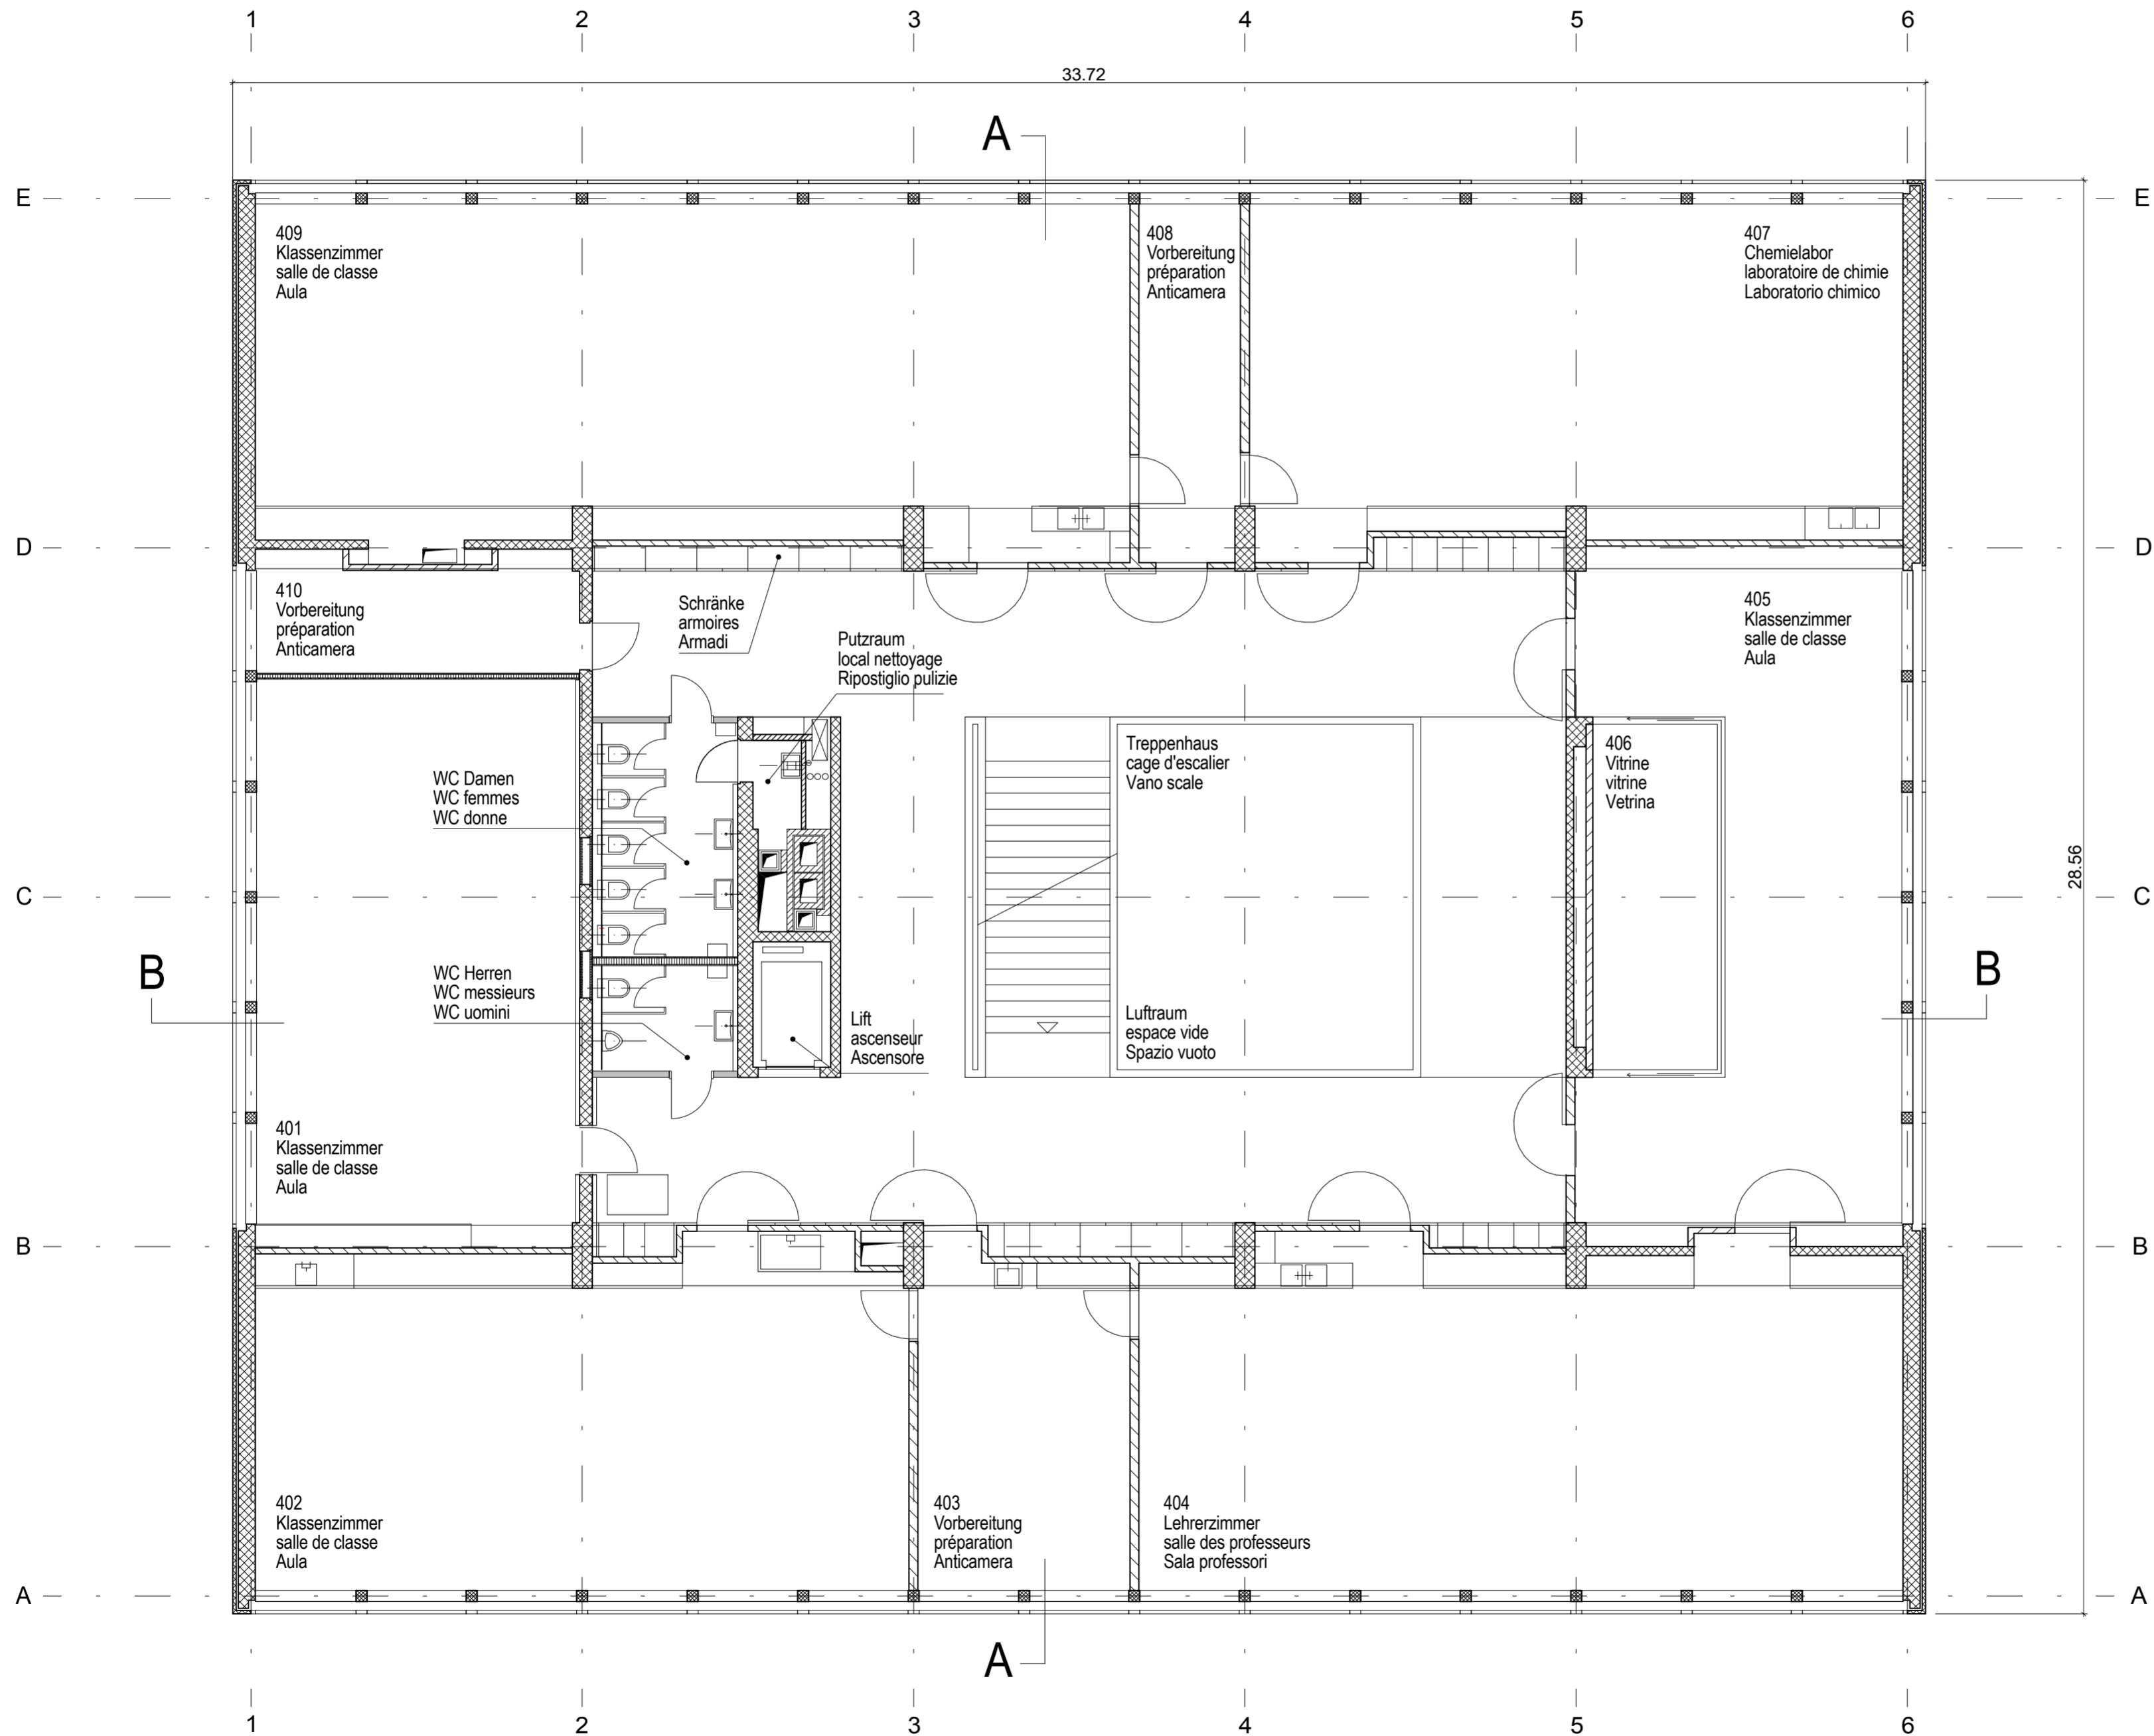 1 2 3 4 5 6
33.72
A
E E
409
Klassenzimmer
salle de classe
Aula
408
Vorbereitung
préparation
Anticamera
407
Chemielabor
laboratoire de chimie
Laboratorio chimico
D D
410
Vorbereitung
préparation
Anticamera
Schränke
armoires
Armadi
Putzraum
local nettoyage
Ripostiglio pulizie
405
Klassenzimmer
salle de classe
Aula
Treppenhaus
cage d'escalier
Vano scale
406
Vitrine
vitrine
Vetrina
WC Damen
WC femmes
WC donne
28.56
C C
B B
WC Herren
WC messieurs
WC uomini
Lift
ascenseur
Ascensore
Luftraum
espace vide
Spazio vuoto
401
Klassenzimmer
salle de classe
Aula
B B
402
Klassenzimmer
salle de classe
Aula
403
Vorbereitung
préparation
Anticamera
404
Lehrerzimmer
salle des professeurs
Sala professori
A A
A
1 2 3 4 5 6